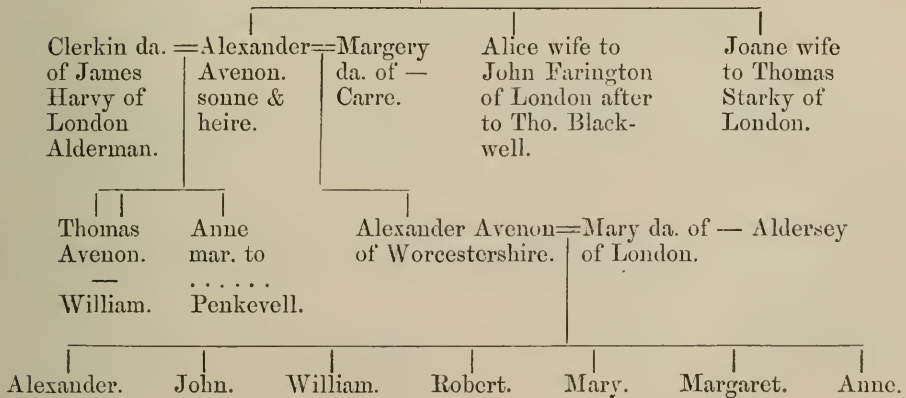 Clerkin da. =Alexander=Margery Alice wife to Joane wife
of James Avenon. da. of — John Farington to Thomas
Harvy of sonne & Carre. of London after Starky of
London heire. to Tho. Black- London.
Alderman. well.
Thomas Anne Alexander Avenon=Mary da. of — Aldersey
Avenon. mar. to of Worcestershire. of London.
— . . . . . .
William. Penkevell.
Alexander. John. William. Robert. Mary. Margaret. Anne.